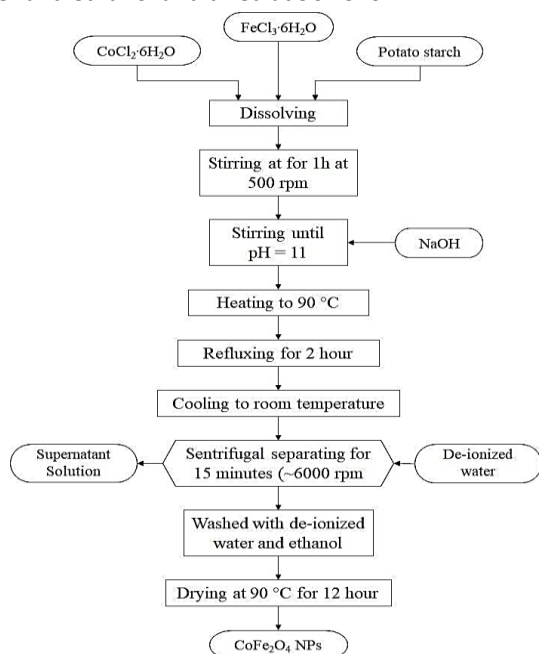 FeCl₃·6H₂O
CoCl₂·6H₂O
Potato starch
Dissolving
Stirring at for 1h at
500 rpm
Stirring until
pH = 11
NaOH
Heating to 90 °C
Refluxing for 2 hour
Cooling to room temperature
Supernatant
Solution
Sentrifugal separating for
15 minutes (~6000 rpm
De-ionized
water
Washed with de-ionized
water and ethanol
Drying at 90 °C for 12 hour
CoFe₂O₄ NPs